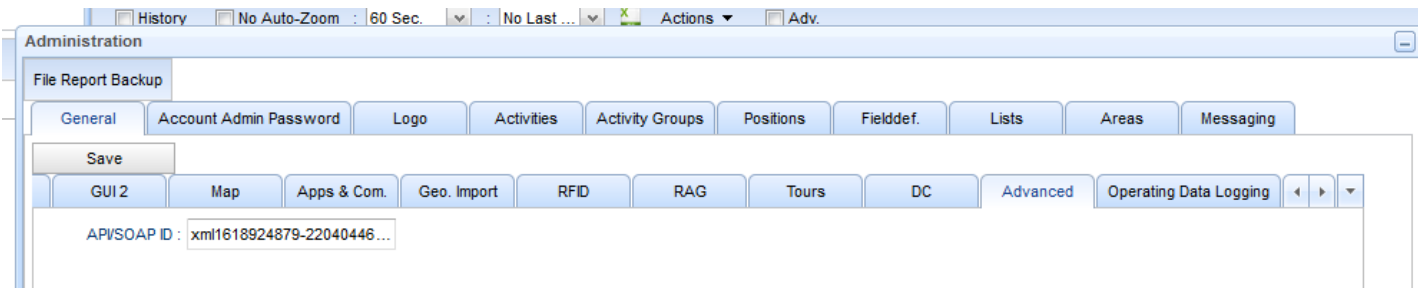 History No Auto-Zoom : 60 Sec. : No Last ... Actions Adv.
Administration
File Report Backup
General Account Admin Password Logo Activities Activity Groups Positions Fielddef. Lists Areas Messaging
Save
GUI 2 Map Apps & Com. Geo. Import RFID RAG Tours DC Advanced Operating Data Logging
API/SOAP ID : xml1618924879-22040446...